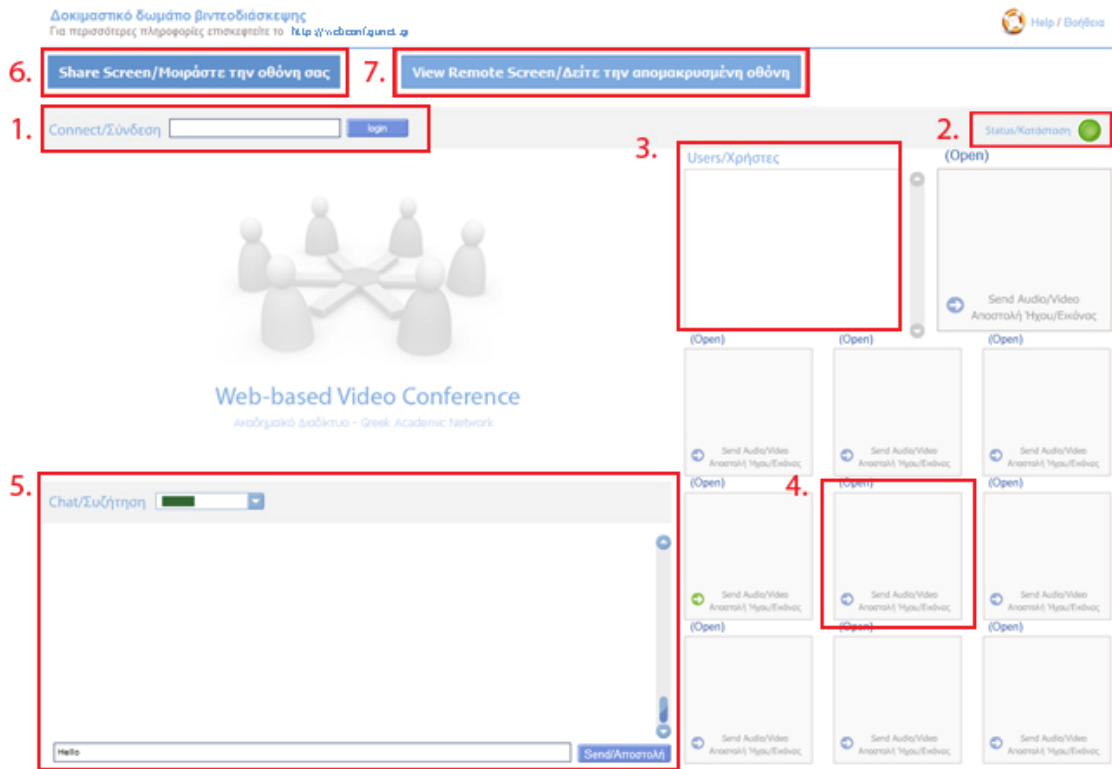 Δοκιμαστικό δωμάτιο βιντεοδιάσκεψης
Για περισσότερες πληροφορίες επισκεφτείτε το http://webconf.gunet.gr
Help / Βοήθεια
6. Share Screen/Μοιράστε την οθόνη σας
7. View Remote Screen/Δείτε την απομακρυσμένη οθόνη
1. Connect/Σύνδεση login
2. Status/Κατάσταση
3. Users/Χρήστες
(Open)
Send Audio/Video
Αποστολή Ήχου/Εικόνας
Web-based Video Conference
Ακαδημαϊκό Διαδίκτυο - Greek Academic Network
(Open) (Open) (Open)
Send Audio/Video Send Audio/Video Send Audio/Video
Αποστολή Ήχου/Εικόνας Αποστολή Ήχου/Εικόνας Αποστολή Ήχου/Εικόνας
5. Chat/Συζήτηση
4.
(Open) (Open) (Open)
Send Audio/Video Send Audio/Video Send Audio/Video
Αποστολή Ήχου/Εικόνας Αποστολή Ήχου/Εικόνας Αποστολή Ήχου/Εικόνας
(Open) (Open) (Open)
Send Audio/Video Send Audio/Video Send Audio/Video
Αποστολή Ήχου/Εικόνας Αποστολή Ήχου/Εικόνας Αποστολή Ήχου/Εικόνας
Hello Send/Αποστολή